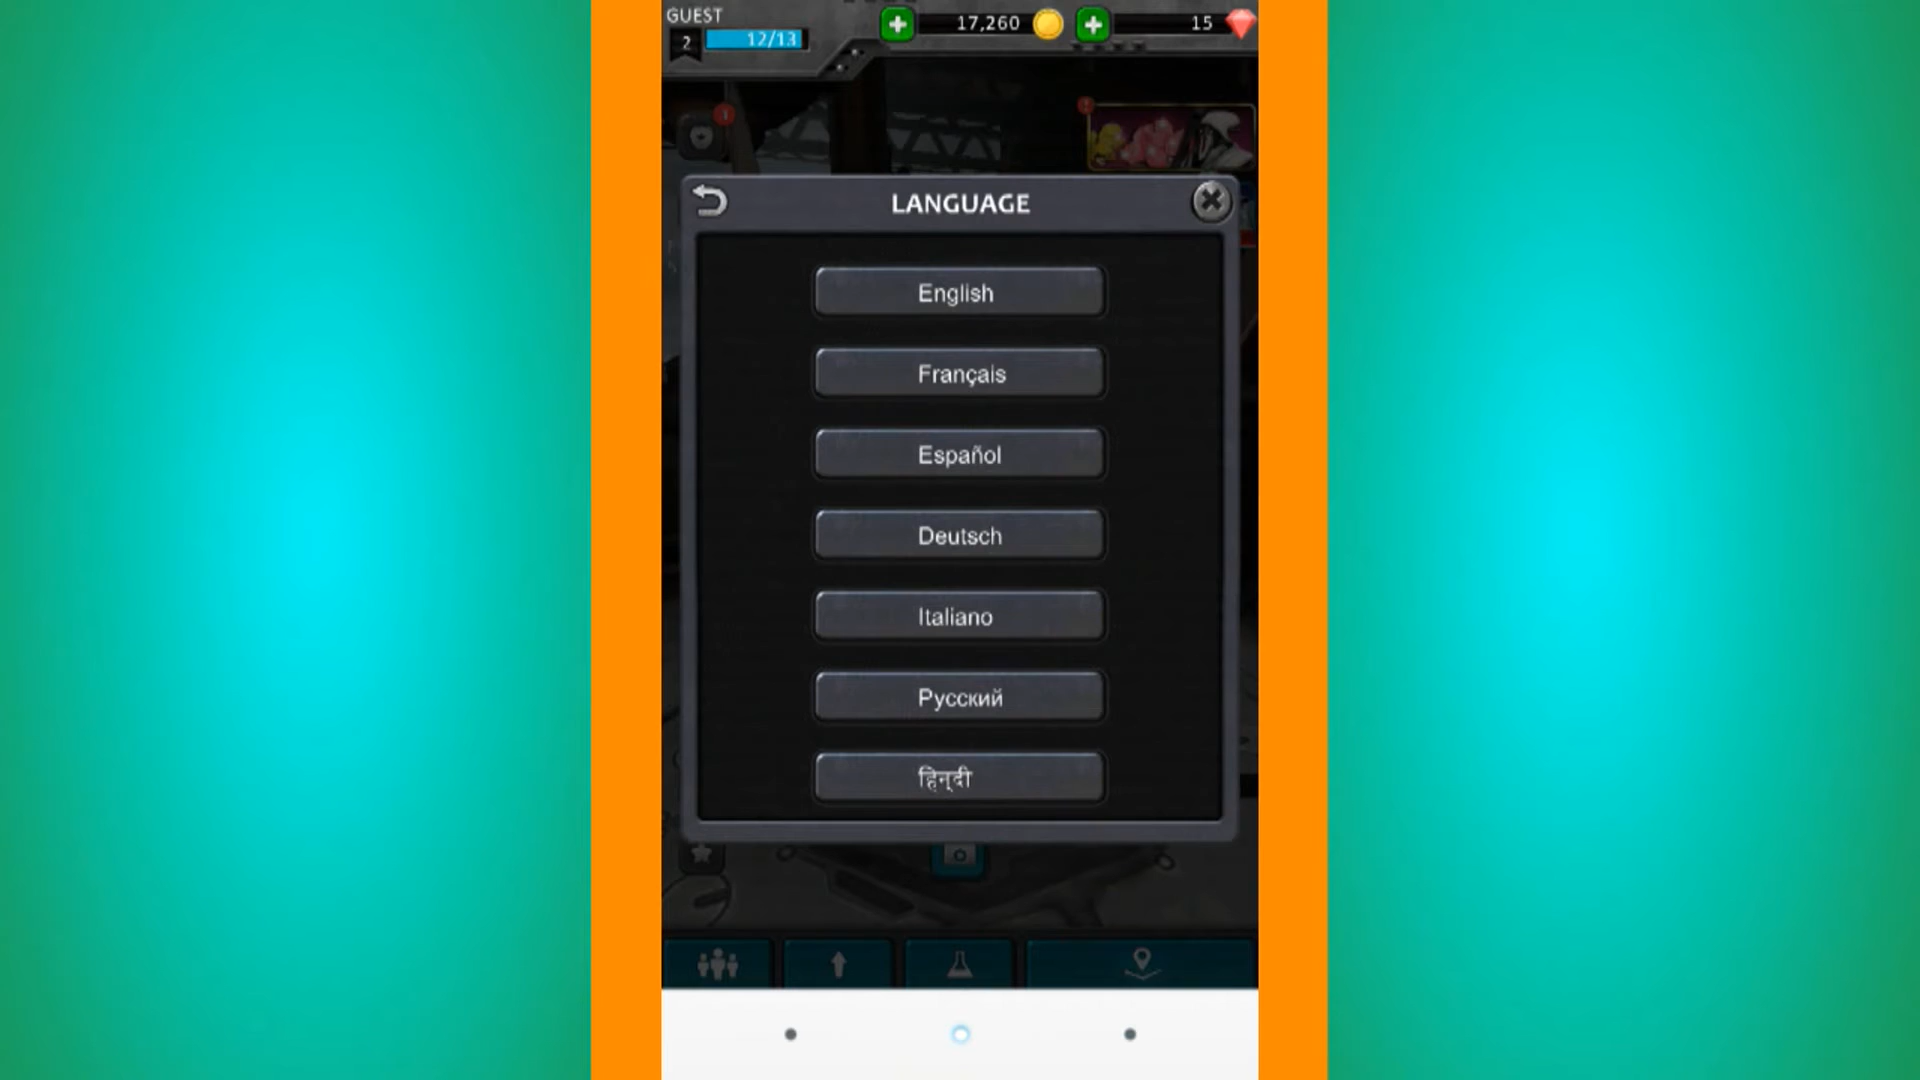 GUEST
2
12/13
17,260
15
LANGUAGE
English
Français
Español
Deutsch
Italiano
Русский
हिन्दी